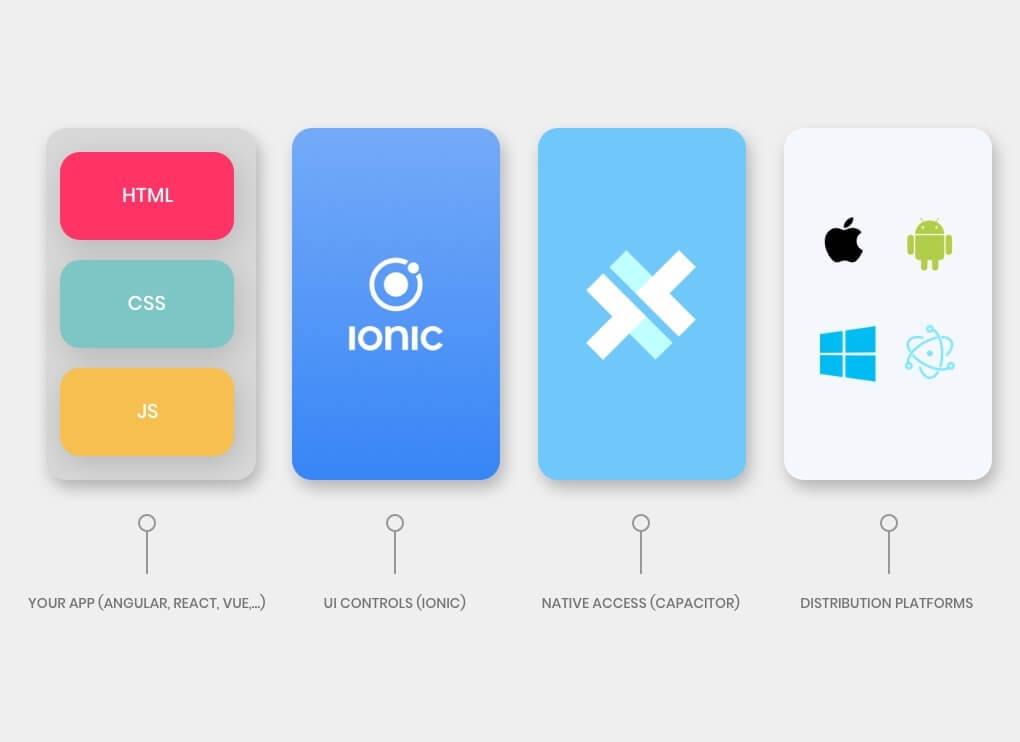 HTML
CSS
JS
IONIC
YOUR APP (ANGULAR, REACT, VUE,...)
UI CONTROLS (IONIC)
NATIVE ACCESS (CAPACITOR)
DISTRIBUTION PLATFORMS